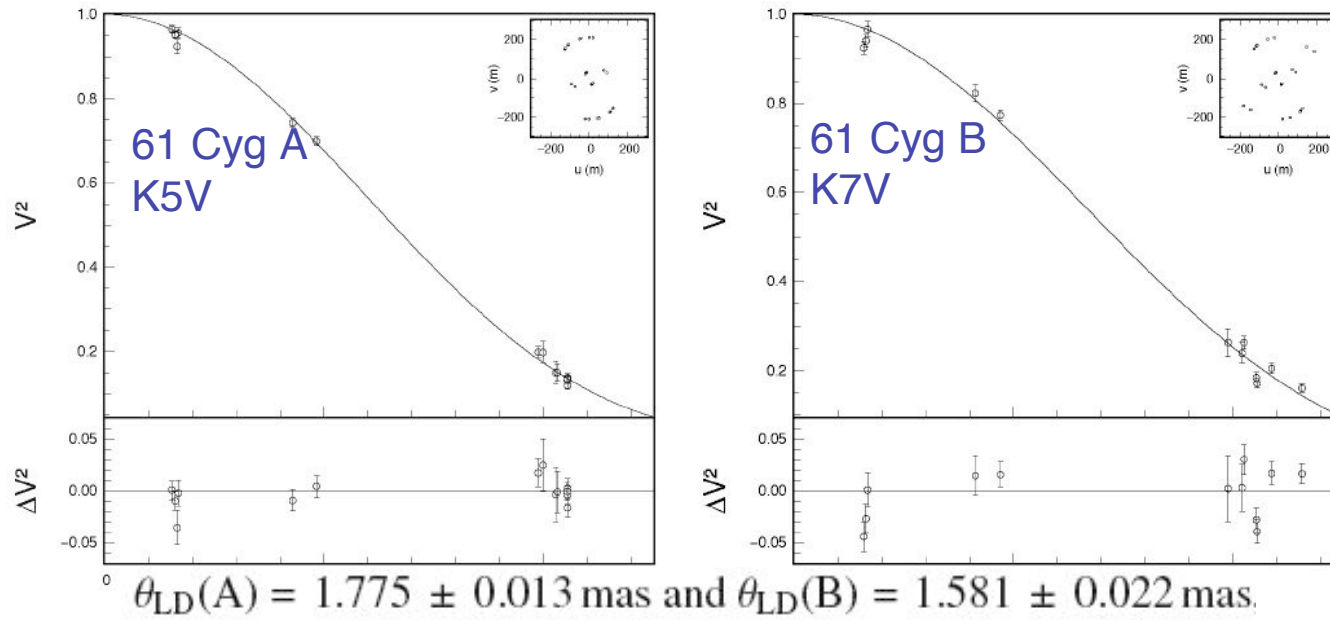 1.0
0.8
0.6
0.4
0.2
V²
61 Cyg A
K5V
200
0
−200
v (m)
−200 0 200
u (m)
0.05
0.00
−0.05
ΔV²
0
1.0
0.8
0.6
0.4
0.2
V²
61 Cyg B
K7V
200
0
−200
v (m)
−200 0 200
u (m)
0.05
0.00
−0.05
ΔV²
θLD(A) = 1.775 ± 0.013 mas and θLD(B) = 1.581 ± 0.022 mas.